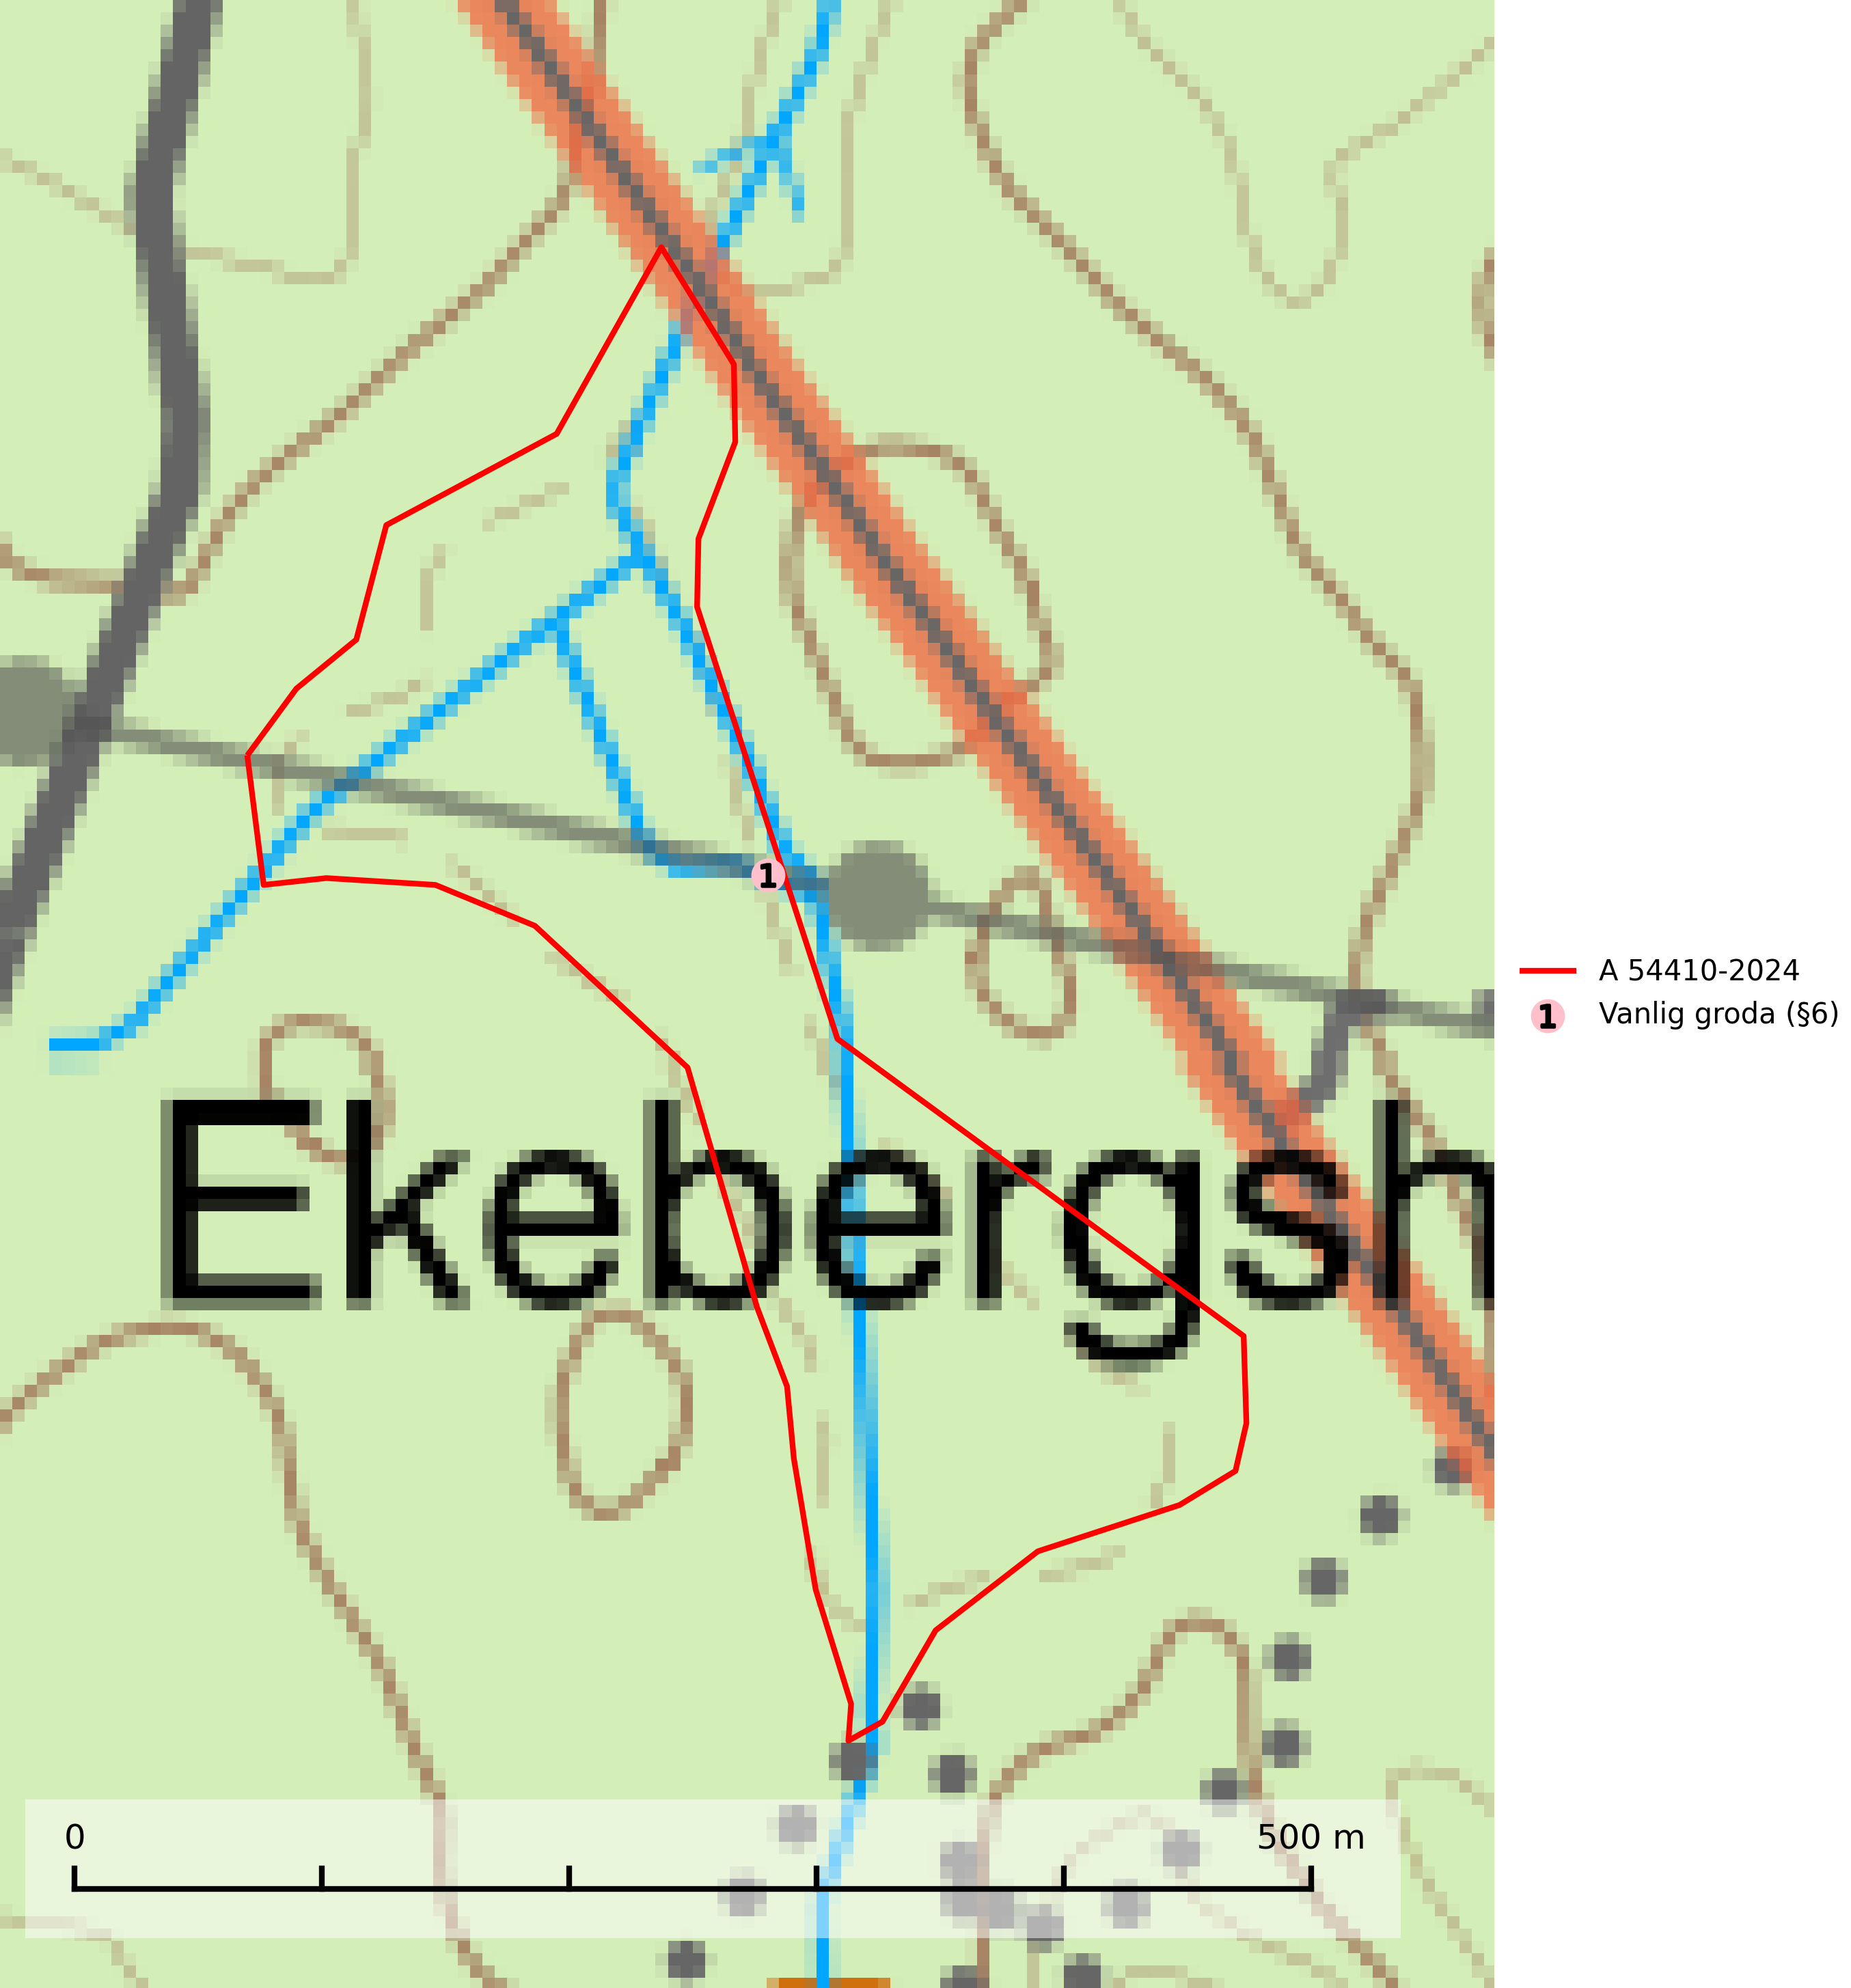 1
A 54410-2024
1 Vanlig groda (§6)
Ekebergsh
0 500 m